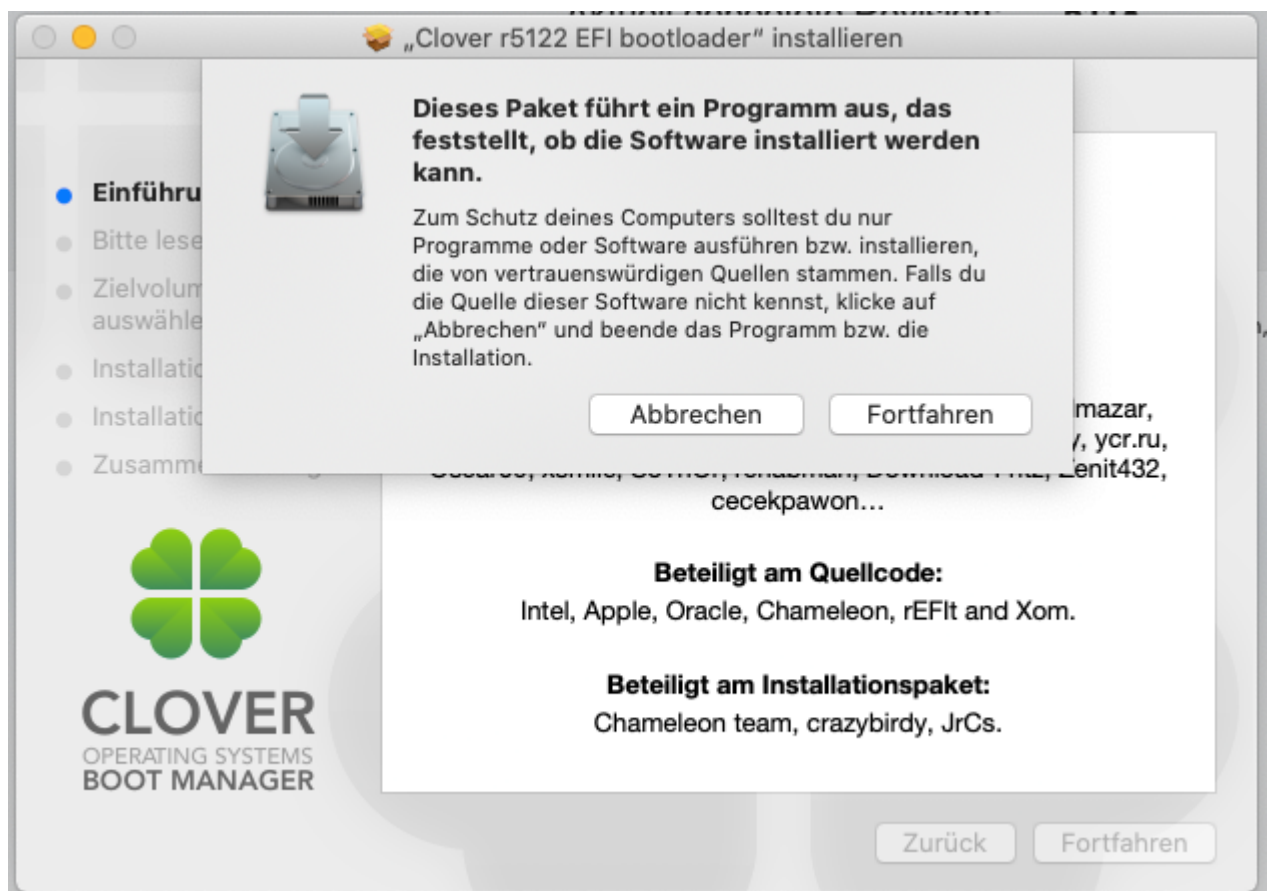 „Clover r5122 EFI bootloader“ installieren
Dieses Paket führt ein Programm aus, das
feststellt, ob die Software installiert werden
kann.
Zum Schutz deines Computers solltest du nur
Programme oder Software ausführen bzw. installieren,
die von vertrauenswürdigen Quellen stammen. Falls du
die Quelle dieser Software nicht kennst, klicke auf
„Abbrechen“ und beende das Programm bzw. die
Installation.
Abbrechen
Fortfahren
Einführu
Bitte lese
Zielvolum
auswähle
Installatio
Installatio
Zusamme
mazar,
, ycr.ru,
Zenit432,
cecekpawon…
Beteiligt am Quellcode:
Intel, Apple, Oracle, Chameleon, rEFIt and Xom.
Beteiligt am Installationspaket:
Chameleon team, crazybirdy, JrCs.
CLOVER
OPERATING SYSTEMS
BOOT MANAGER
Zurück
Fortfahren